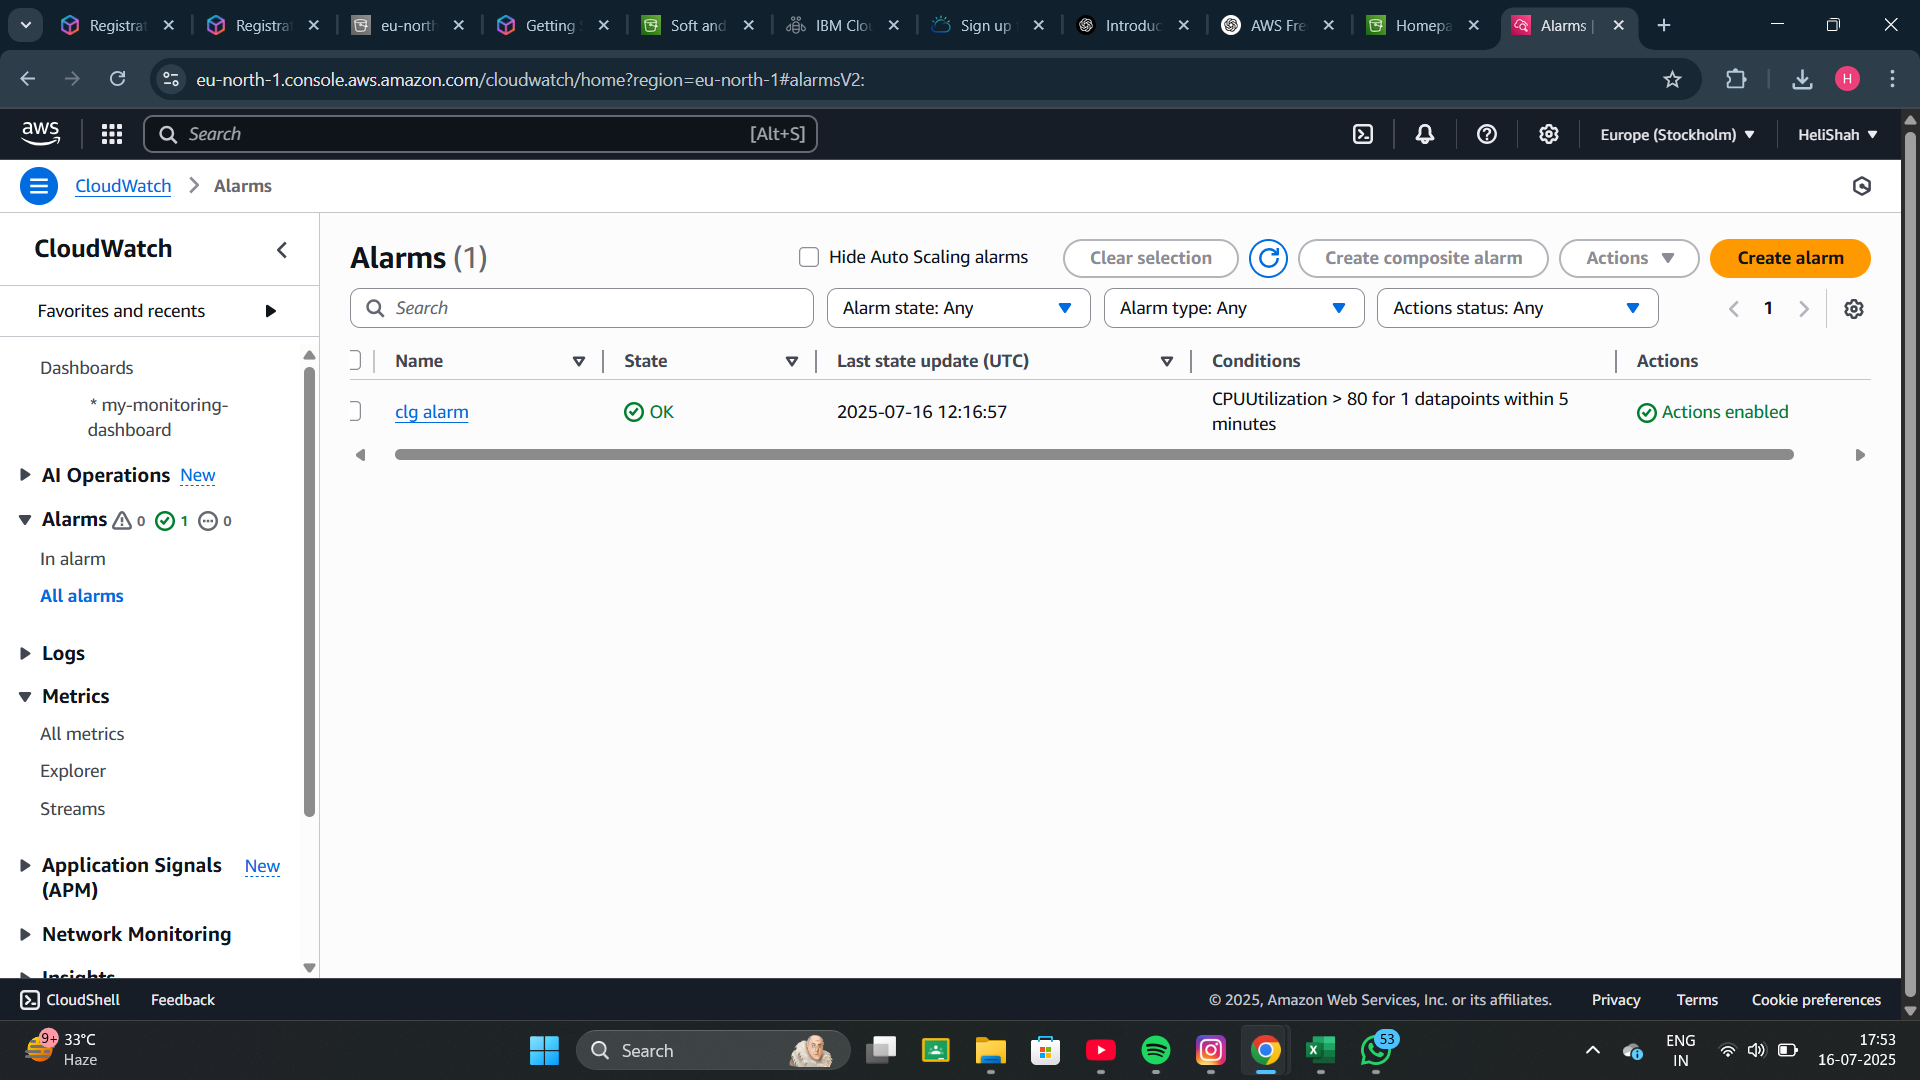 Registrat
Registrat
eu-north
Getting S
Soft and
IBM Clou
Sign up
Introduc
AWS Fre
Homepa
Alarms |
eu-north-1.console.aws.amazon.com/cloudwatch/home?region=eu-north-1#alarmsV2:
H
aws
Search
[Alt+S]
Europe (Stockholm)
HeliShah
CloudWatch
Alarms
CloudWatch
Favorites and recents
Dashboards
* my-monitoring-
dashboard
AI Operations New
Alarms 0 1 0
In alarm
All alarms
Logs
Metrics
All metrics
Explorer
Streams
Application Signals New
(APM)
Network Monitoring
Insights
Alarms (1)
Hide Auto Scaling alarms
Clear selection
Create composite alarm
Actions
Create alarm
Search
Alarm state: Any
Alarm type: Any
Actions status: Any
1
Name
State
Last state update (UTC)
Conditions
Actions
clg alarm
OK
2025-07-16 12:16:57
CPUUtilization > 80 for 1 datapoints within 5
minutes
Actions enabled
CloudShell
Feedback
© 2025, Amazon Web Services, Inc. or its affiliates.
Privacy
Terms
Cookie preferences
9+
33°C
Haze
Search
53
ENG
IN
17:53
16-07-2025